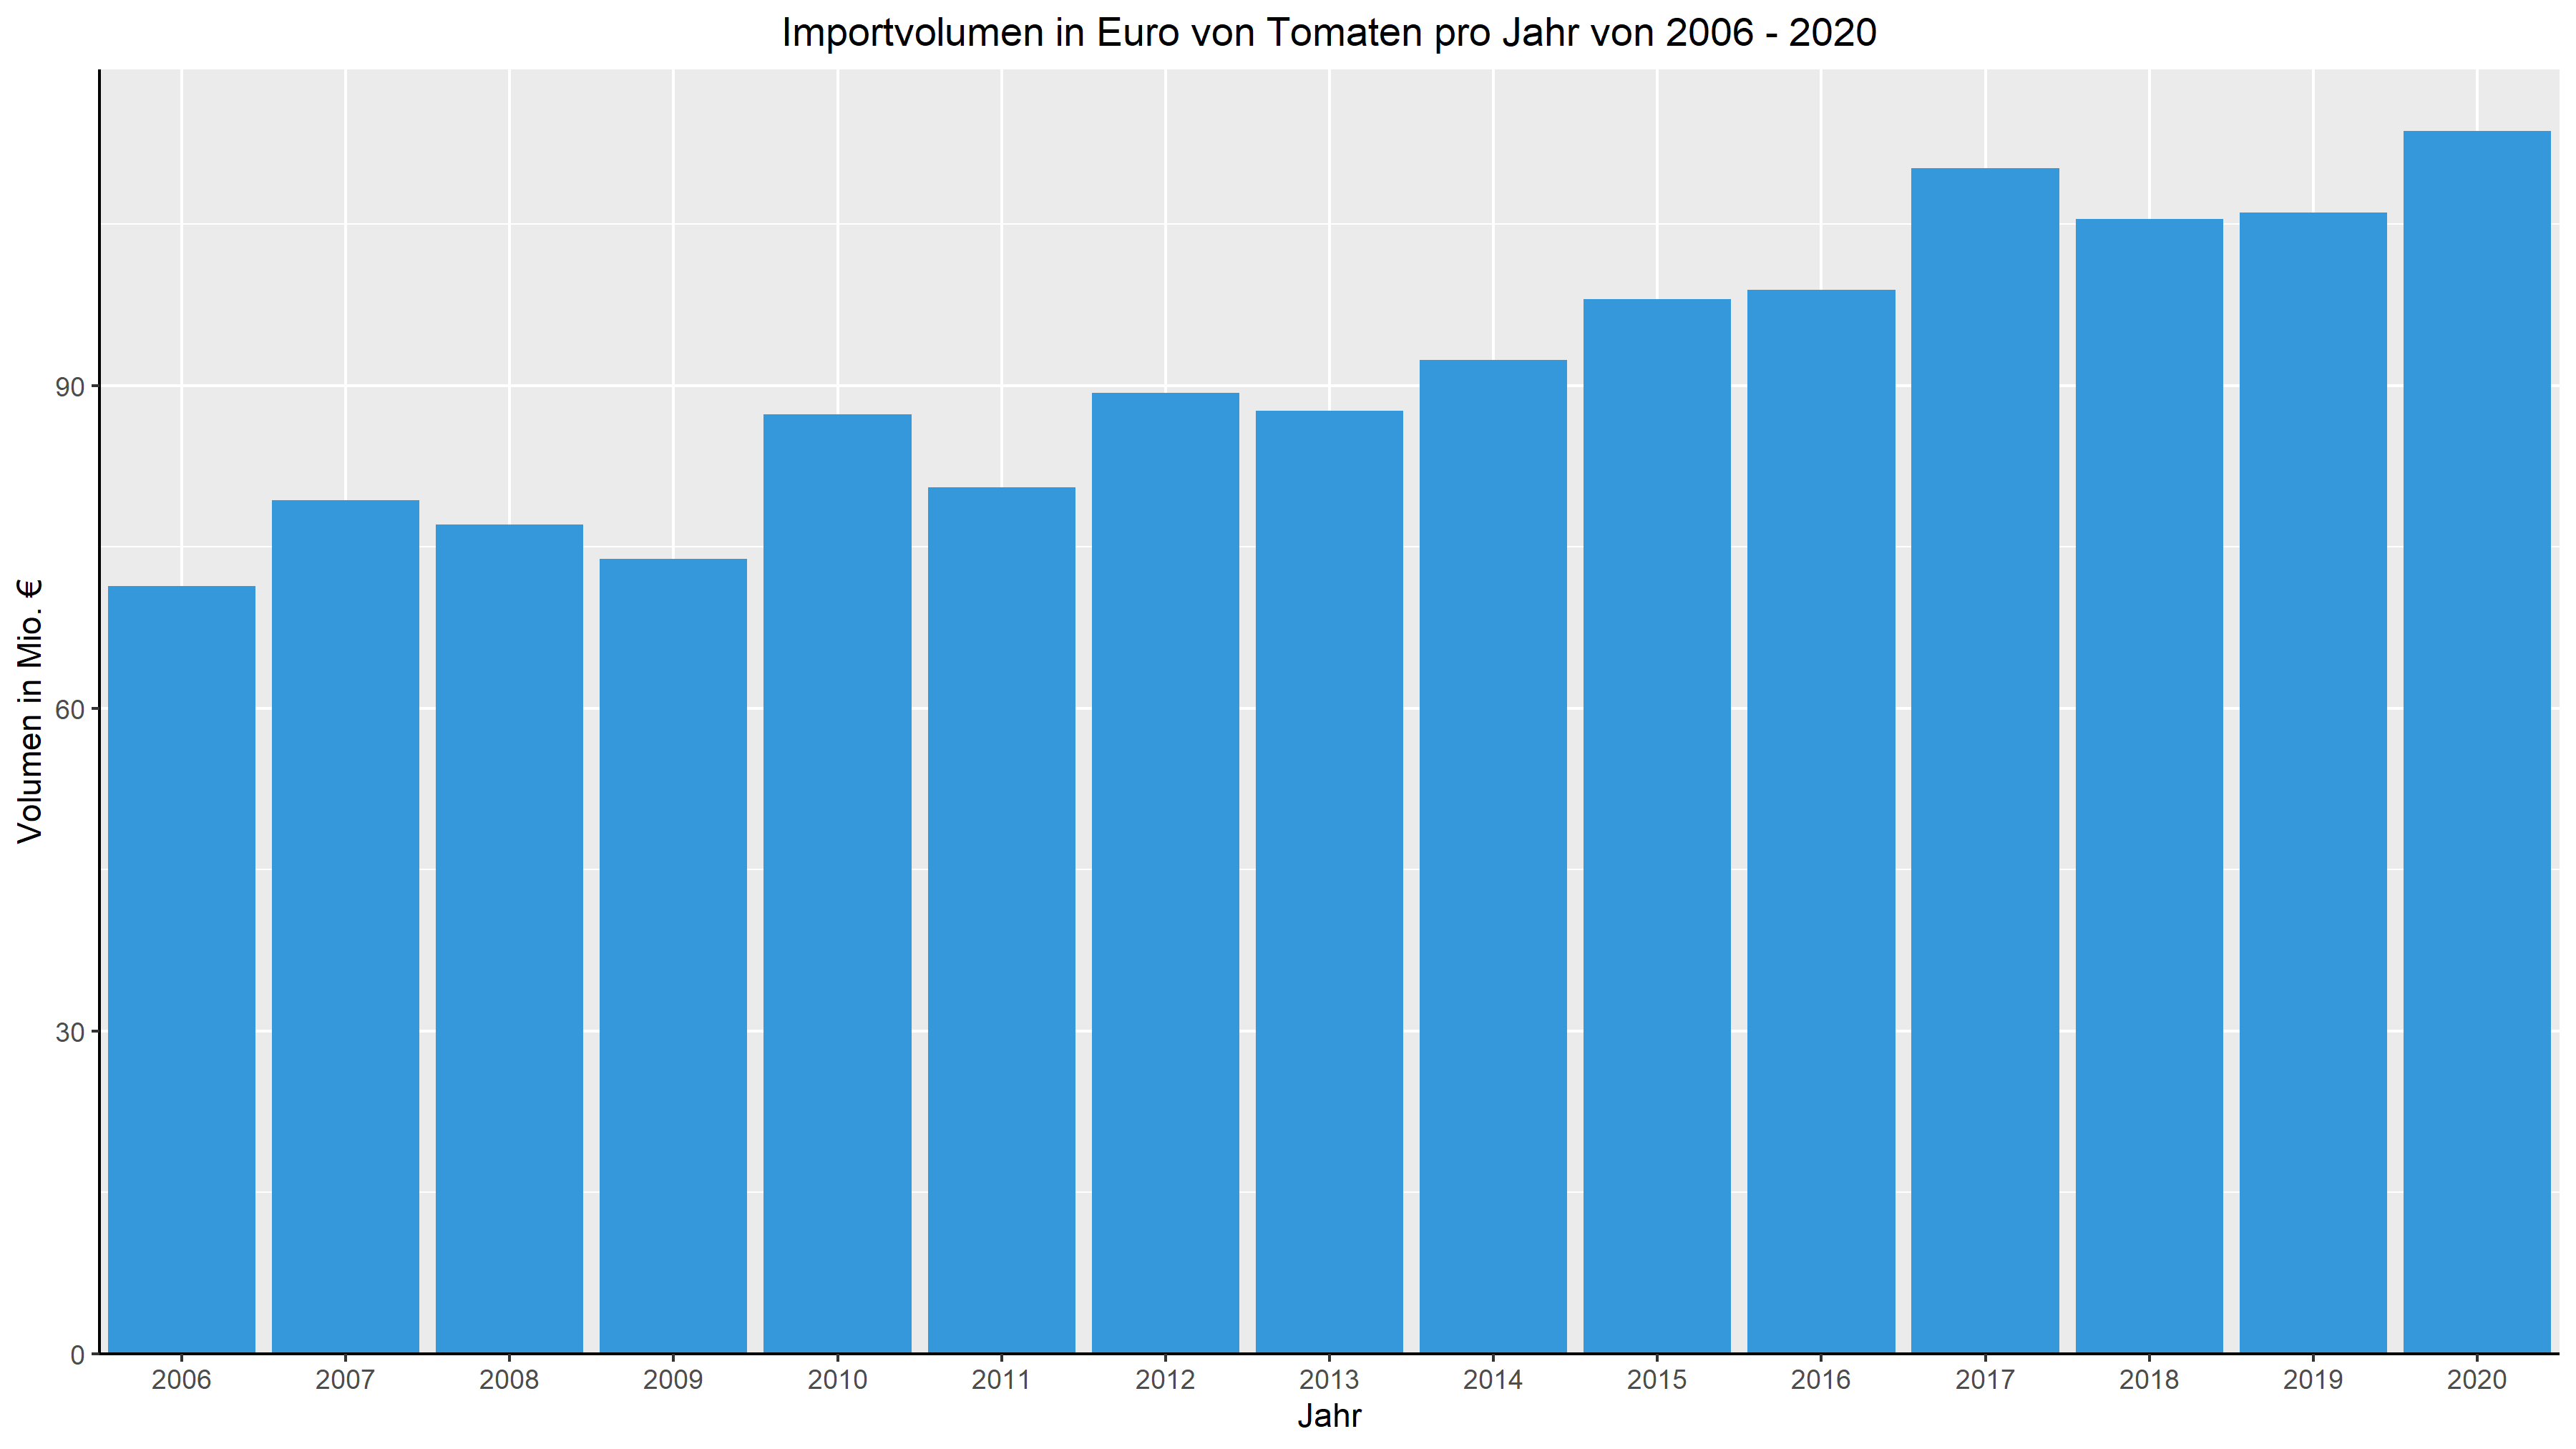 Importvolumen in Euro von Tomaten pro Jahr von 2006 - 2020
Volumen in Mio. €
90
60
30
0
2006 2007 2008 2009 2010 2011 2012 2013 2014 2015 2016 2017 2018 2019 2020
Jahr